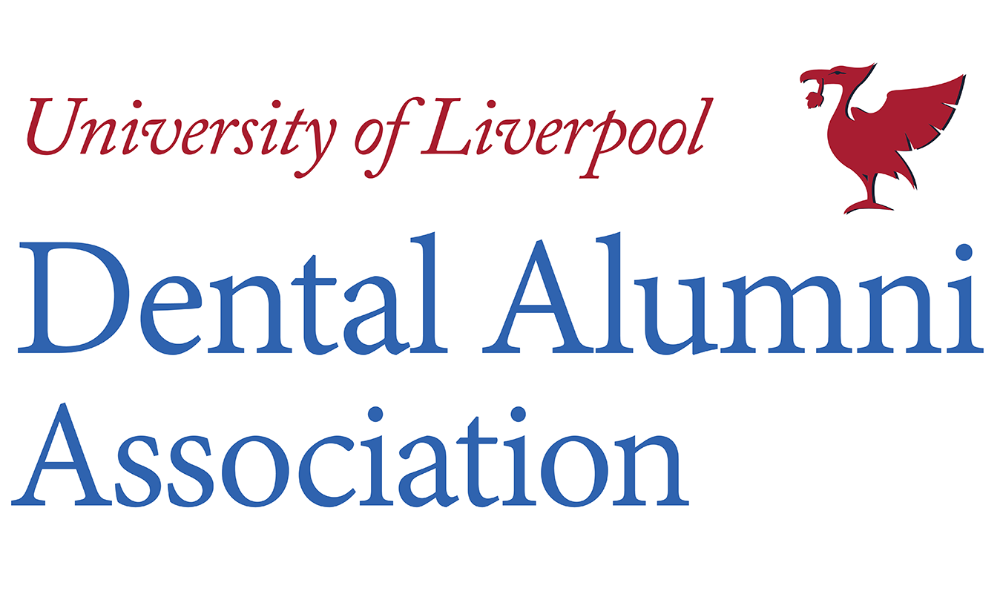 University of Liverpool
Dental Alumni
Association